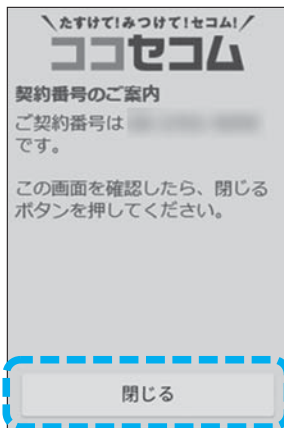 たすけて!みつけて!セコム!
ココセコム
契約番号のご案内
ご契約番号は
です。
この画面を確認したら、閉じる
ボタンを押してください。
閉じる